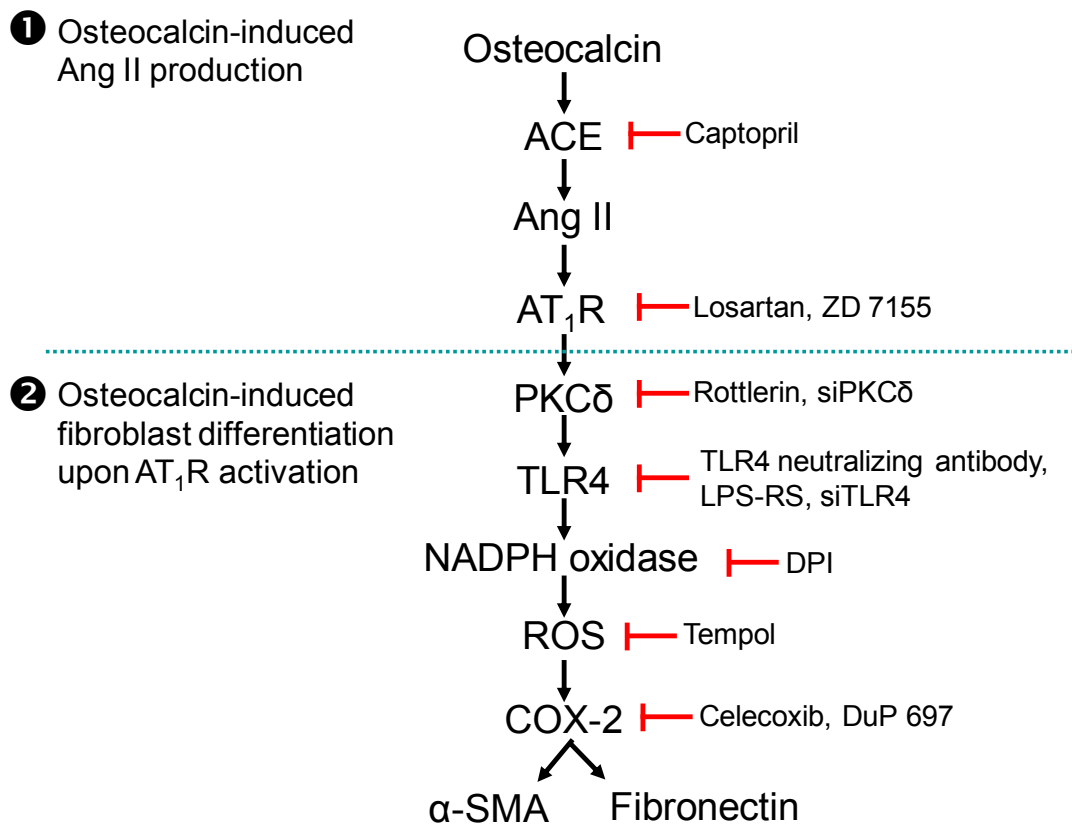 ❶ Osteocalcin-induced
Ang II production
Osteocalcin
ACE
Captopril
Ang II
AT₁R
Losartan, ZD 7155
❷ Osteocalcin-induced
fibroblast differentiation
upon AT₁R activation
PKCδ
Rottlerin, siPKCδ
TLR4
TLR4 neutralizing antibody,
LPS-RS, siTLR4
NADPH oxidase
DPI
ROS
Tempol
COX-2
Celecoxib, DuP 697
α-SMA
Fibronectin